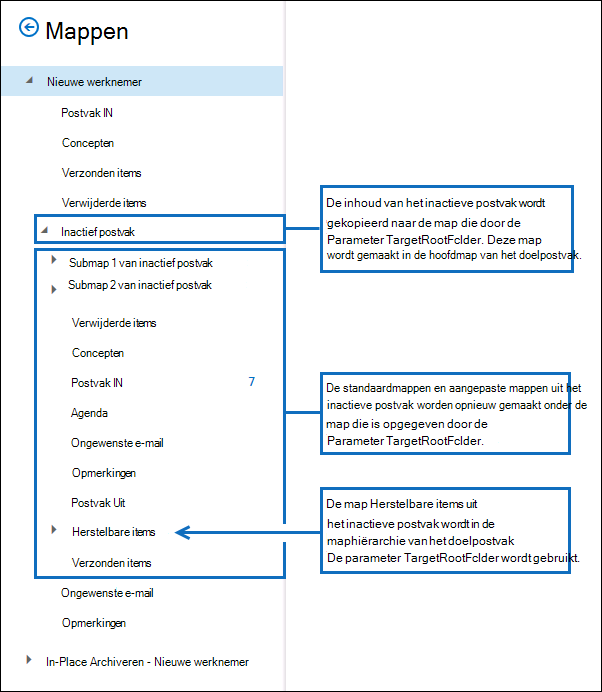 Mappen
Nieuwe werknemer
Postvak IN
Concepten
Verzonden items
Verwijderde items
Inactief postvak
De inhoud van het inactieve postvak wordt
gekopieerd naar de map die door de
Parameter TargetRootFclder. Deze map
wordt gemaakt in de hoofdmap van het doelpostvak.
Submap 1 van inactief postvak
Submap 2 van inactief postvak
Verwijderde items
Concepten
Postvak IN 7
Agenda
Ongewenste e-mail
Opmerkingen
Postvak Uit
Herstelbare items
Verzonden items
De standaardmappen en aangepaste mappen uit het
inactieve postvak worden opnieuw gemaakt onder de
map die is opgegeven door de
Parameter TargetRootFclder.
De map Herstelbare items uit
het inactieve postvak wordt in de
maphiërarchie van het doelpostvak
De parameter TargetRootFclder wordt gebruikt.
Ongewenste e-mail
Opmerkingen
In-Place Archiveren - Nieuwe werknemer